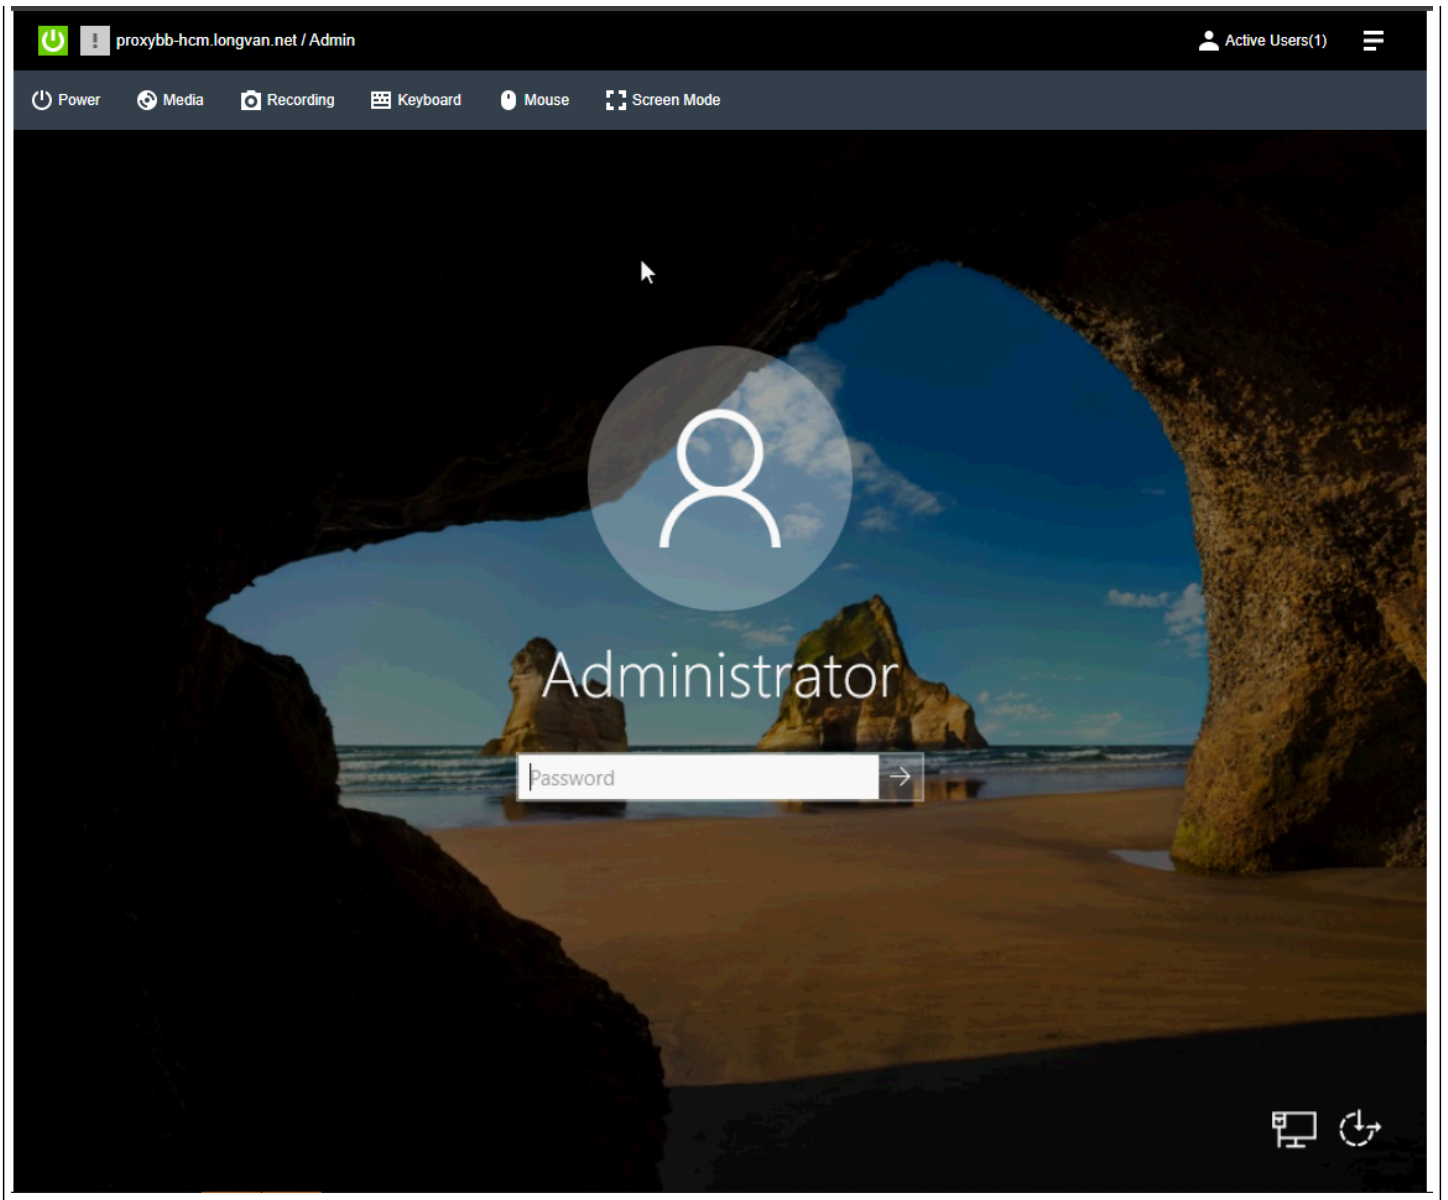 proxybb-hcm.longvan.net / Admin
Active Users(1)
Power Media Recording Keyboard Mouse Screen Mode
Administrator
Password